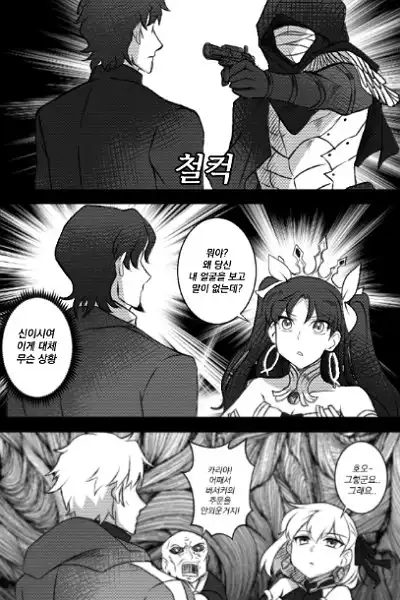 철컥
뭐야?
왜 당신
내 얼굴을 보고
말이 없는데?
신이시여
이게 대체
무슨 상황
호오-
그렇군요..
그래요..
카리야!
어째서
버서커의
주문을
안외운거지!